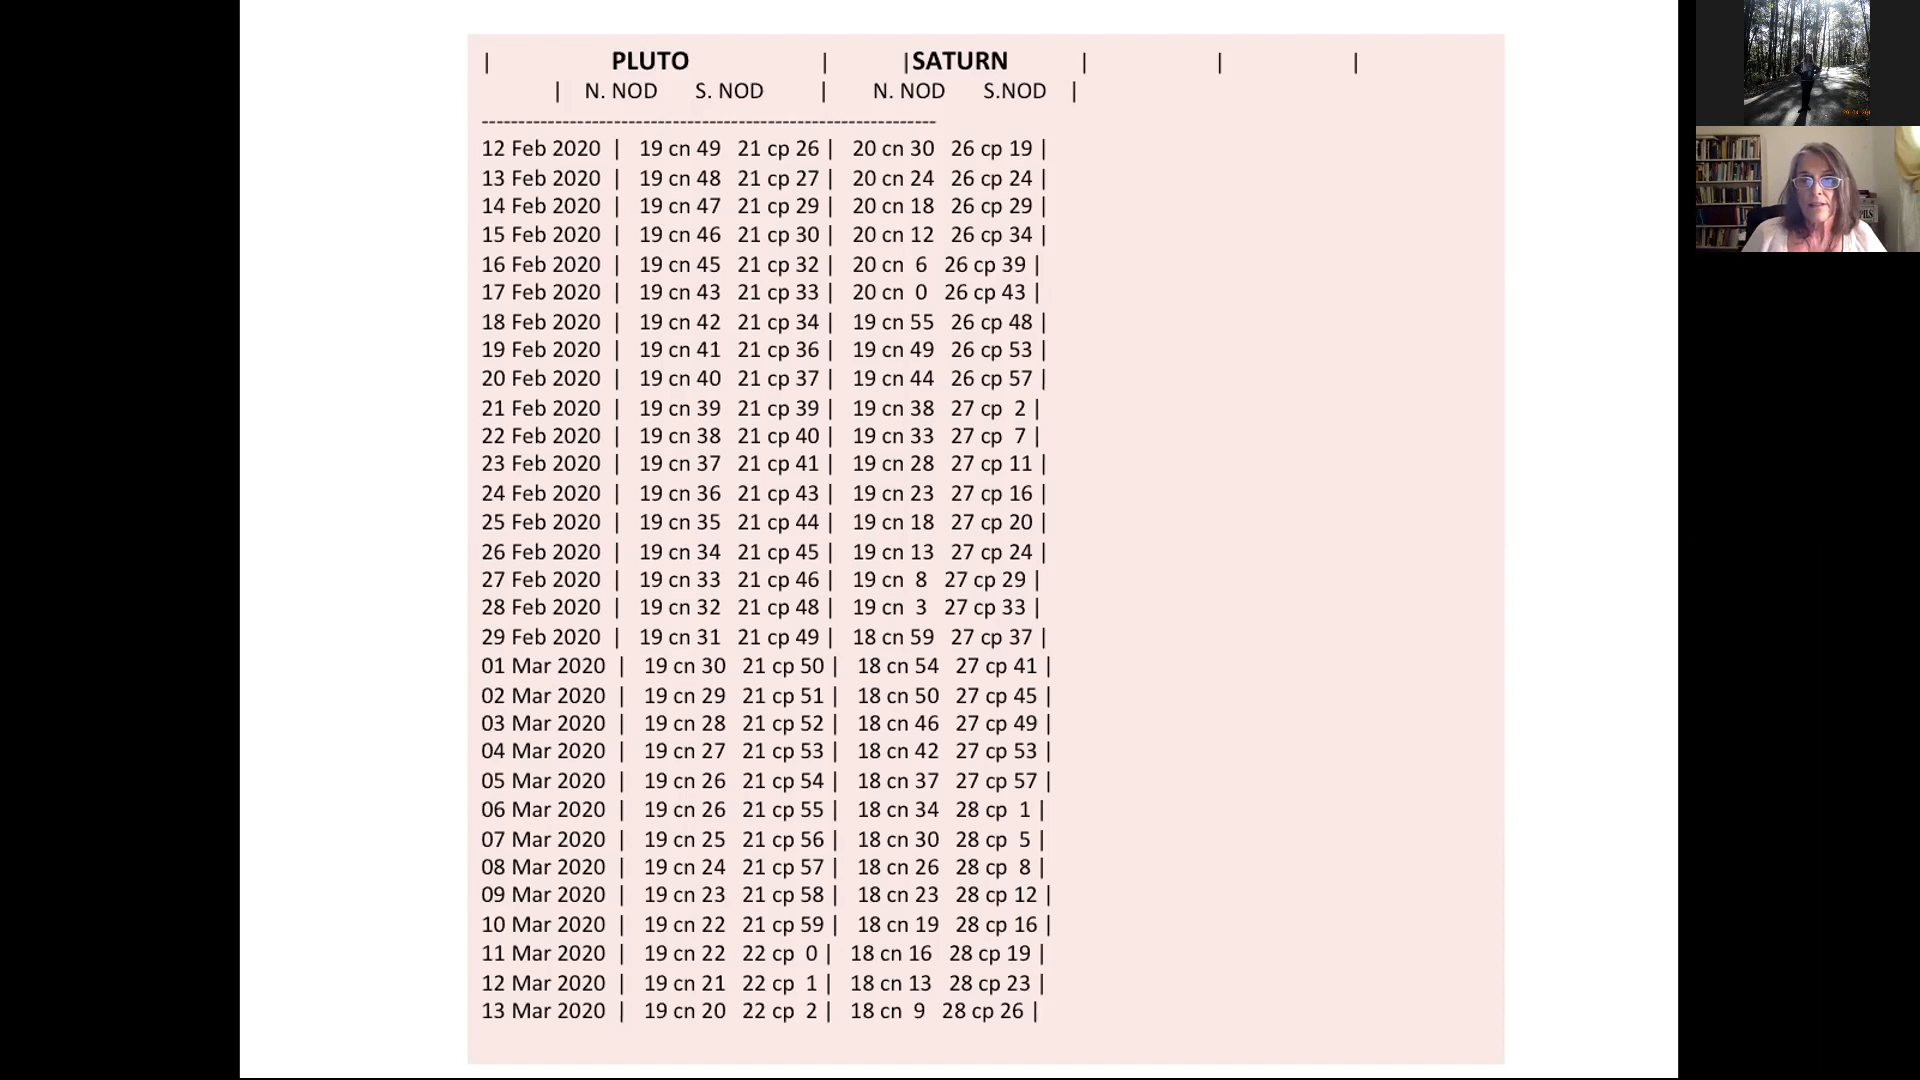 | PLUTO | |SATURN | | |
| N. NOD S. NOD | N. NOD S.NOD |
--------------------------------------------------------------
12 Feb 2020 | 19 cn 49 21 cp 26 | 20 cn 30 26 cp 19 |
13 Feb 2020 | 19 cn 48 21 cp 27 | 20 cn 24 26 cp 24 |
14 Feb 2020 | 19 cn 47 21 cp 29 | 20 cn 18 26 cp 29 |
15 Feb 2020 | 19 cn 46 21 cp 30 | 20 cn 12 26 cp 34 |
16 Feb 2020 | 19 cn 45 21 cp 32 | 20 cn 6 26 cp 39 |
17 Feb 2020 | 19 cn 43 21 cp 33 | 20 cn 0 26 cp 43 |
18 Feb 2020 | 19 cn 42 21 cp 34 | 19 cn 55 26 cp 48 |
19 Feb 2020 | 19 cn 41 21 cp 36 | 19 cn 49 26 cp 53 |
20 Feb 2020 | 19 cn 40 21 cp 37 | 19 cn 44 26 cp 57 |
21 Feb 2020 | 19 cn 39 21 cp 39 | 19 cn 38 27 cp 2 |
22 Feb 2020 | 19 cn 38 21 cp 40 | 19 cn 33 27 cp 7 |
23 Feb 2020 | 19 cn 37 21 cp 41 | 19 cn 28 27 cp 11 |
24 Feb 2020 | 19 cn 36 21 cp 43 | 19 cn 23 27 cp 16 |
25 Feb 2020 | 19 cn 35 21 cp 44 | 19 cn 18 27 cp 20 |
26 Feb 2020 | 19 cn 34 21 cp 45 | 19 cn 13 27 cp 24 |
27 Feb 2020 | 19 cn 33 21 cp 46 | 19 cn 8 27 cp 29 |
28 Feb 2020 | 19 cn 32 21 cp 48 | 19 cn 3 27 cp 33 |
29 Feb 2020 | 19 cn 31 21 cp 49 | 18 cn 59 27 cp 37 |
01 Mar 2020 | 19 cn 30 21 cp 50 | 18 cn 54 27 cp 41 |
02 Mar 2020 | 19 cn 29 21 cp 51 | 18 cn 50 27 cp 45 |
03 Mar 2020 | 19 cn 28 21 cp 52 | 18 cn 46 27 cp 49 |
04 Mar 2020 | 19 cn 27 21 cp 53 | 18 cn 42 27 cp 53 |
05 Mar 2020 | 19 cn 26 21 cp 54 | 18 cn 37 27 cp 57 |
06 Mar 2020 | 19 cn 26 21 cp 55 | 18 cn 34 28 cp 1 |
07 Mar 2020 | 19 cn 25 21 cp 56 | 18 cn 30 28 cp 5 |
08 Mar 2020 | 19 cn 24 21 cp 57 | 18 cn 26 28 cp 8 |
09 Mar 2020 | 19 cn 23 21 cp 58 | 18 cn 23 28 cp 12 |
10 Mar 2020 | 19 cn 22 21 cp 59 | 18 cn 19 28 cp 16 |
11 Mar 2020 | 19 cn 22 22 cp 0 | 18 cn 16 28 cp 19 |
12 Mar 2020 | 19 cn 21 22 cp 1 | 18 cn 13 28 cp 23 |
13 Mar 2020 | 19 cn 20 22 cp 2 | 18 cn 9 28 cp 26 |